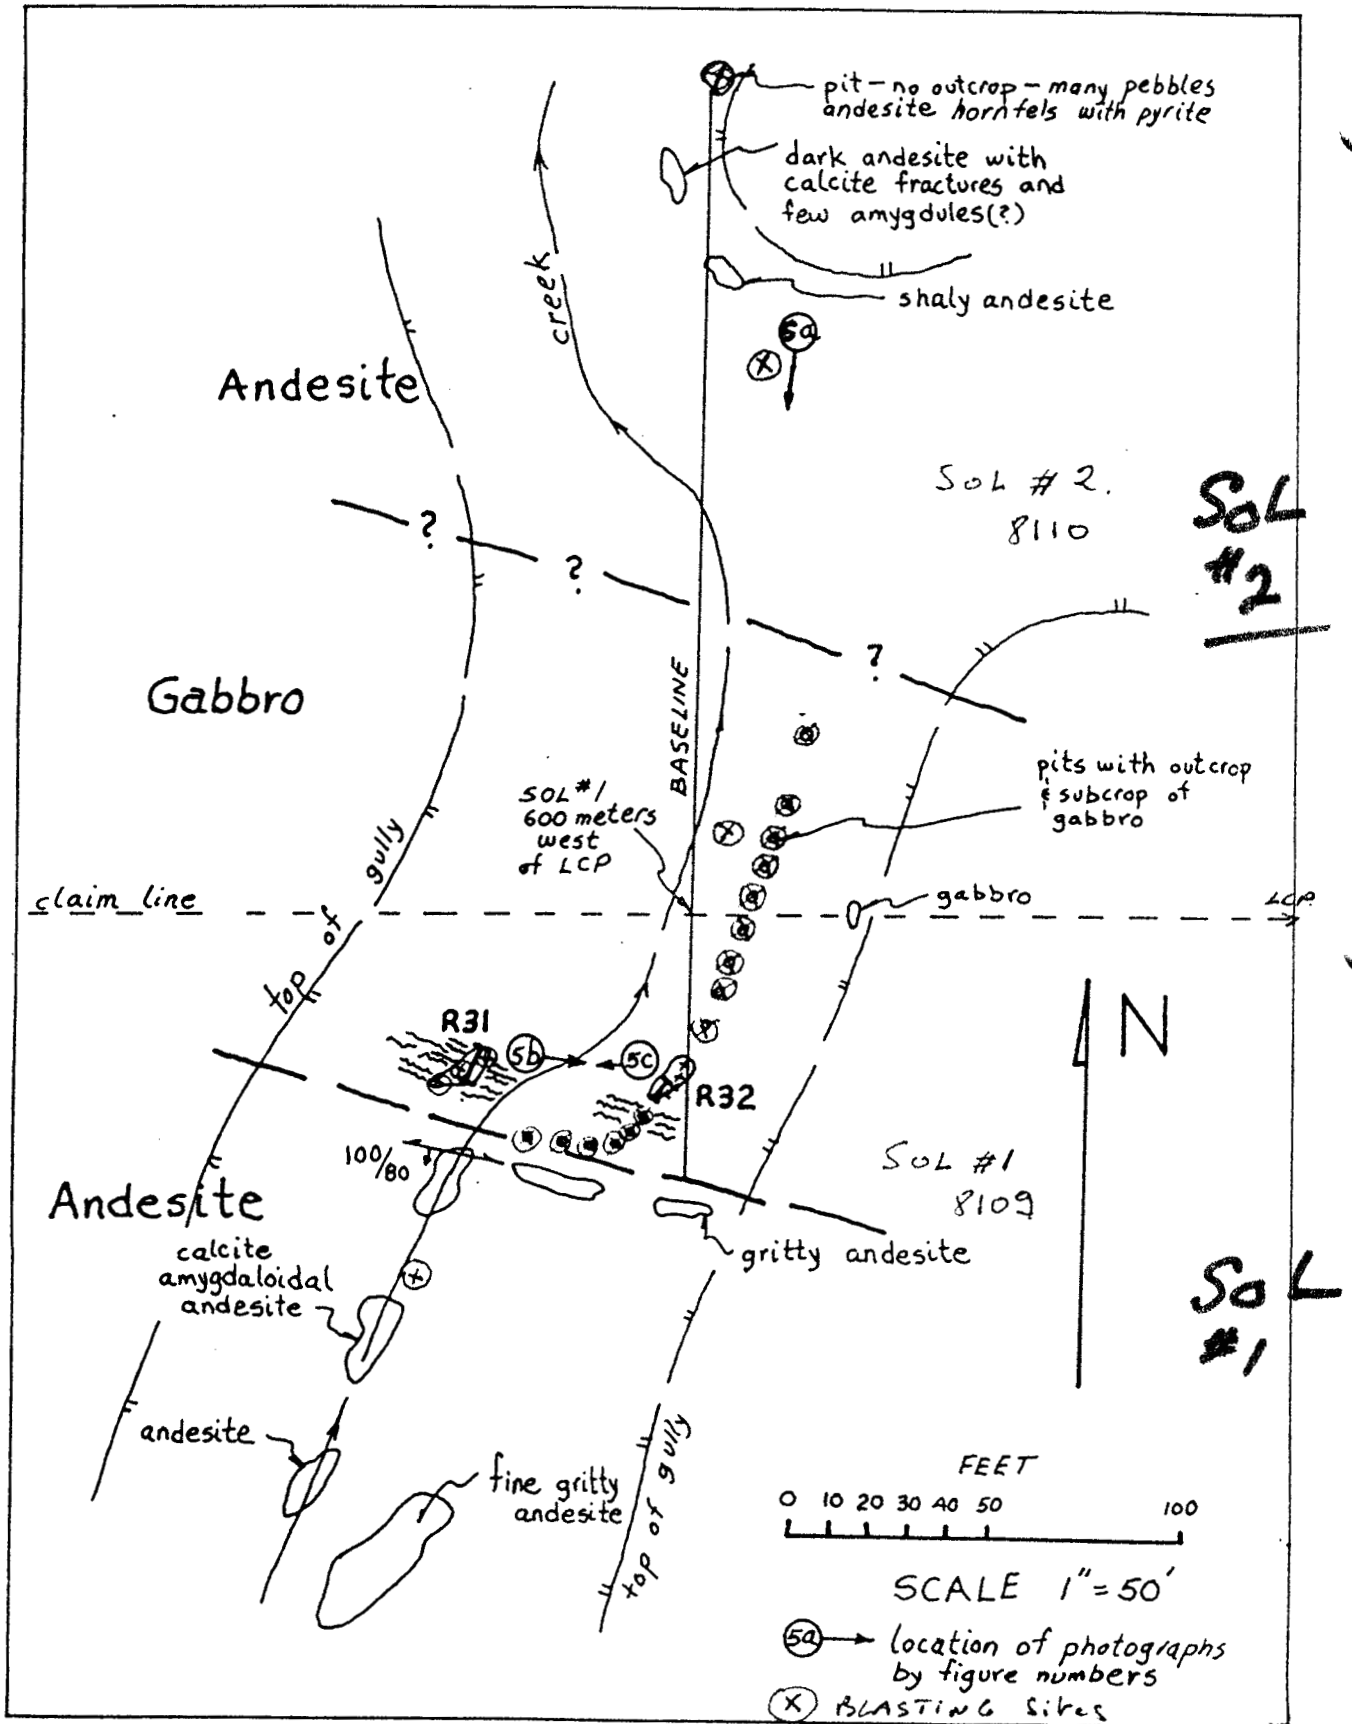 pit - no outcrop - many pebbles
andesite hornfels with pyrite
dark andesite with
calcite fractures and
few amygdules(?)
creek
shaly andesite
5a
X
Andesite
SOL # 2.
8110
SOL
#2
?
?
?
Gabbro
BASELINE
SOL #1
600 meters
west
of LCP
pits with outcrop
& subcrop of
gabbro
claim line
top of gully
gabbro
LCP
N
R31
5b
5c
R32
100/80
SOL #1
8109
Andesite
calcite
amygdaloidal
andesite
gritty andesite
SOL
#1
andesite
fine gritty
andesite
top of gully
FEET
0 10 20 30 40 50 100
SCALE 1"=50'
5a location of photographs
by figure numbers
X BLASTING Sites